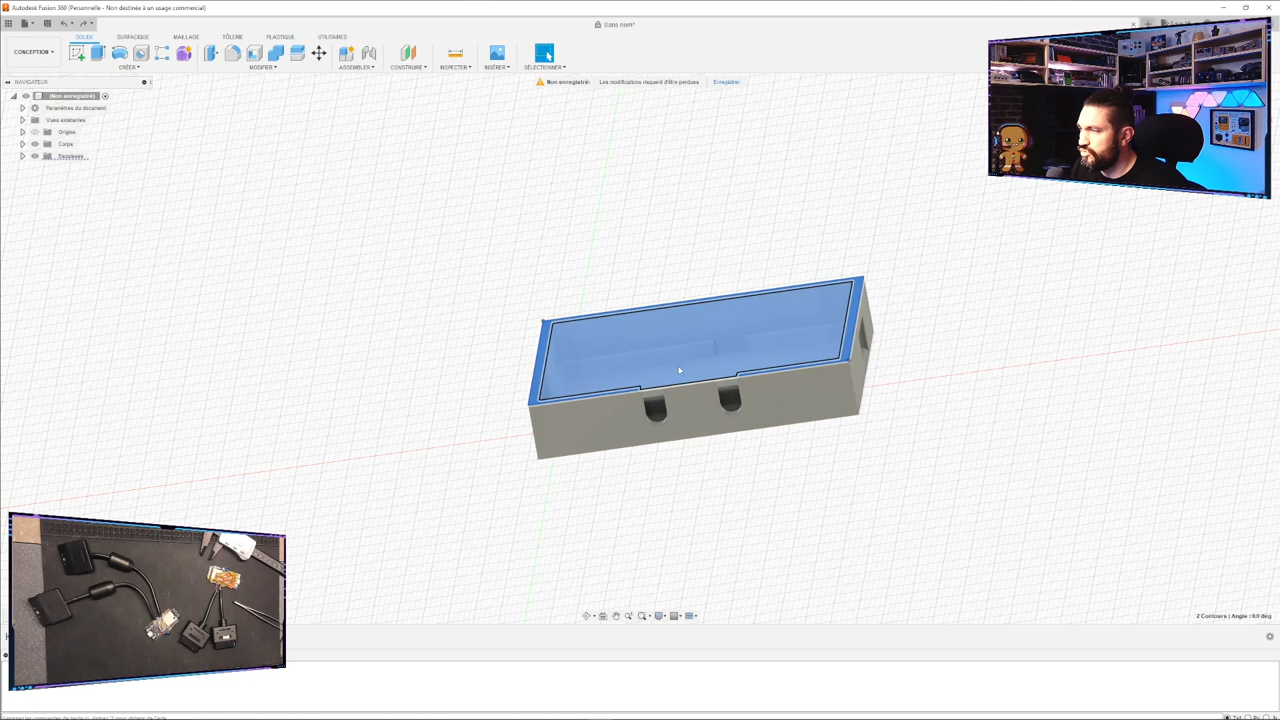 Autodesk Fusion 360 (Personnelle - Non destinée à un usage commercial)
Sans nom*
CONCEPTION
SOLIDE
SURFACIQUE
MAILLAGE
TÔLERIE
PLASTIQUE
UTILITAIRES
CRÉER
MODIFIER
ASSEMBLER
CONSTRUIRE
INSPECTER
INSÉRER
SÉLECTIONNER
NAVIGATEUR
Non enregistré:
Les modifications risquent d'être perdues
Enregistrer
(Non enregistré)
Paramètres du document
Vues existantes
Origine
Corps
Esquisses
2 Contours | Angle : 0.0 deg